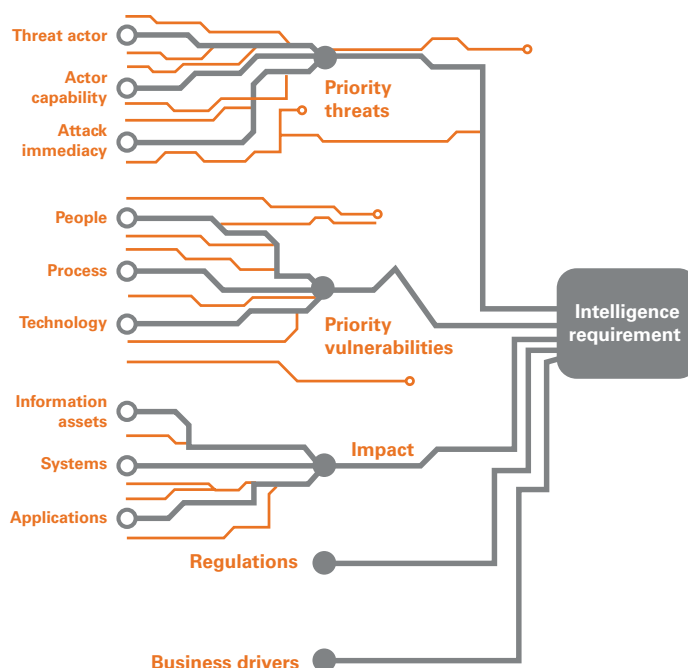 Threat actor
Actor
capability
Attack
immediacy
Priority
threats
People
Process
Technology
Priority
vulnerabilities
Information
assets
Systems
Applications
Impact
Regulations
Business drivers
Intelligence
requirement